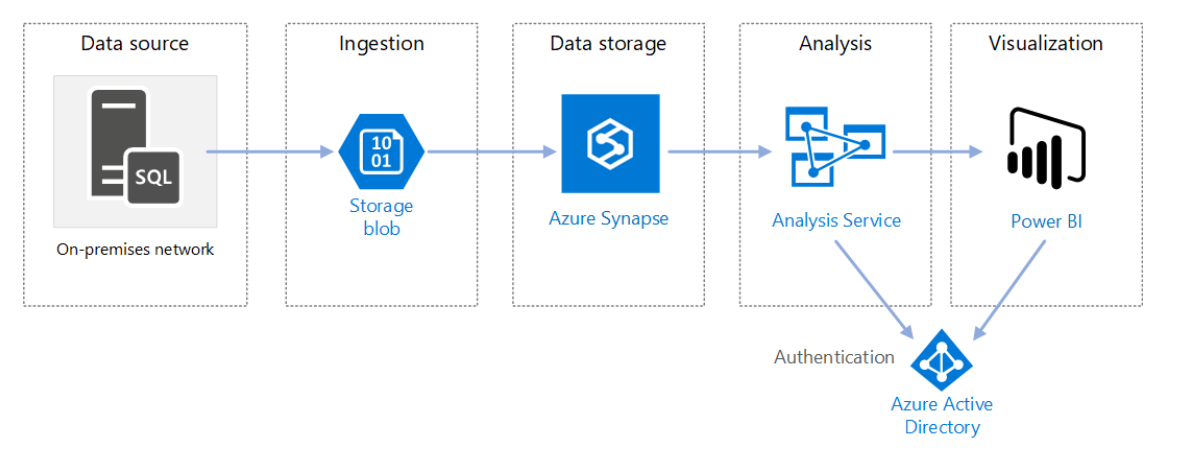 Data source
Ingestion
Data storage
Analysis
Visualization
SQL
10
01
On-premises network
Storage
blob
Azure Synapse
Analysis Service
Power BI
Authentication
Azure Active
Directory